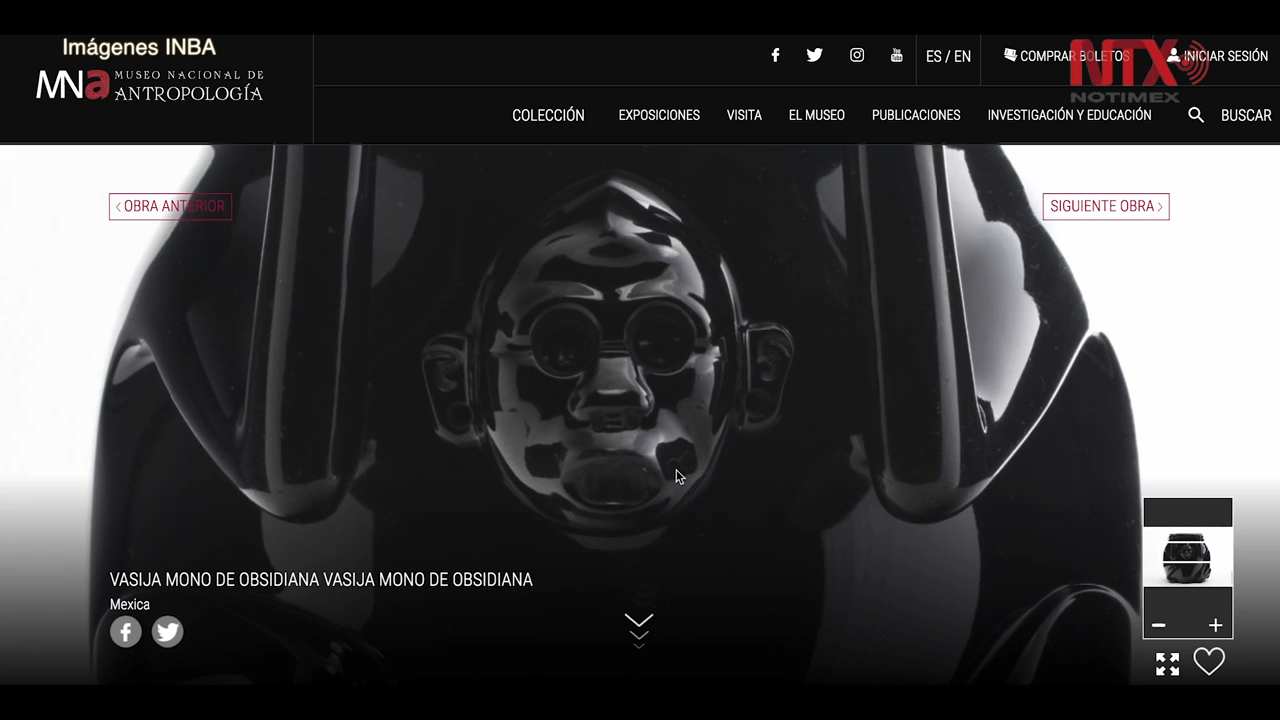 Imágenes INBA
MNa MUSEO NACIONAL DE
ANTROPOLOGÍA
ES / EN
COMPRAR BOLETOS
INICIAR SESIÓN
NTX
NOTIMEX
COLECCIÓN
EXPOSICIONES
VISITA
EL MUSEO
PUBLICACIONES
INVESTIGACIÓN Y EDUCACIÓN
BUSCAR
‹ OBRA ANTERIOR
SIGUIENTE OBRA ›
VASIJA MONO DE OBSIDIANA VASIJA MONO DE OBSIDIANA
Mexica